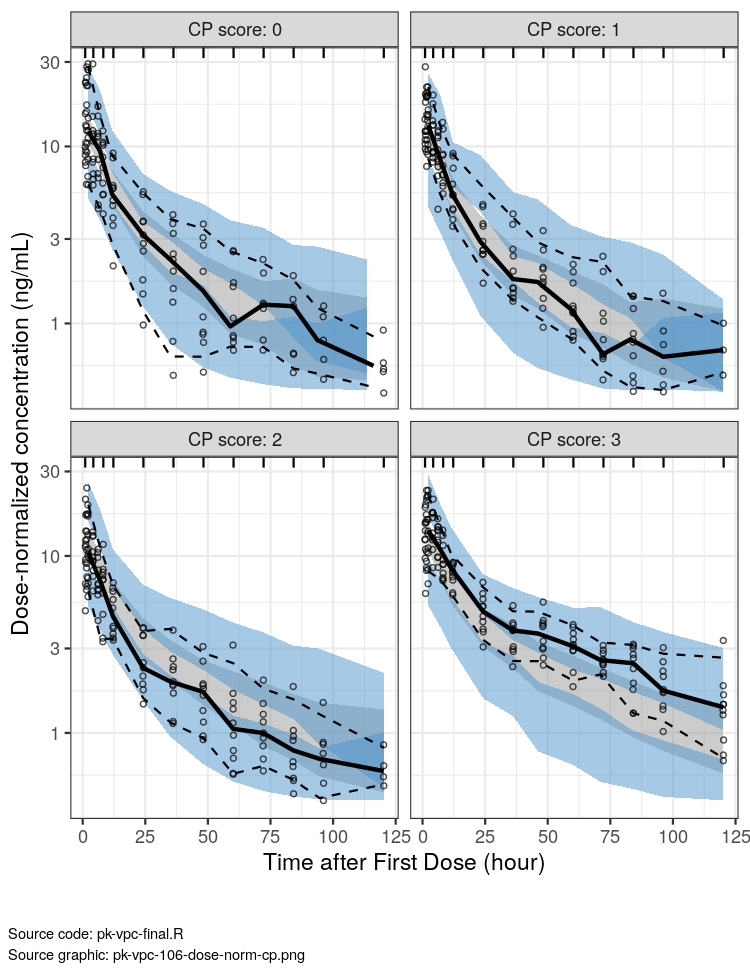 CP score: 0
CP score: 1
30
10
3
1
CP score: 2
CP score: 3
30
10
3
1
Dose-normalized concentration (ng/mL)
0 25 50 75 100 125
0 25 50 75 100 125
Time after First Dose (hour)
Source code: pk-vpc-final.R
Source graphic: pk-vpc-106-dose-norm-cp.png